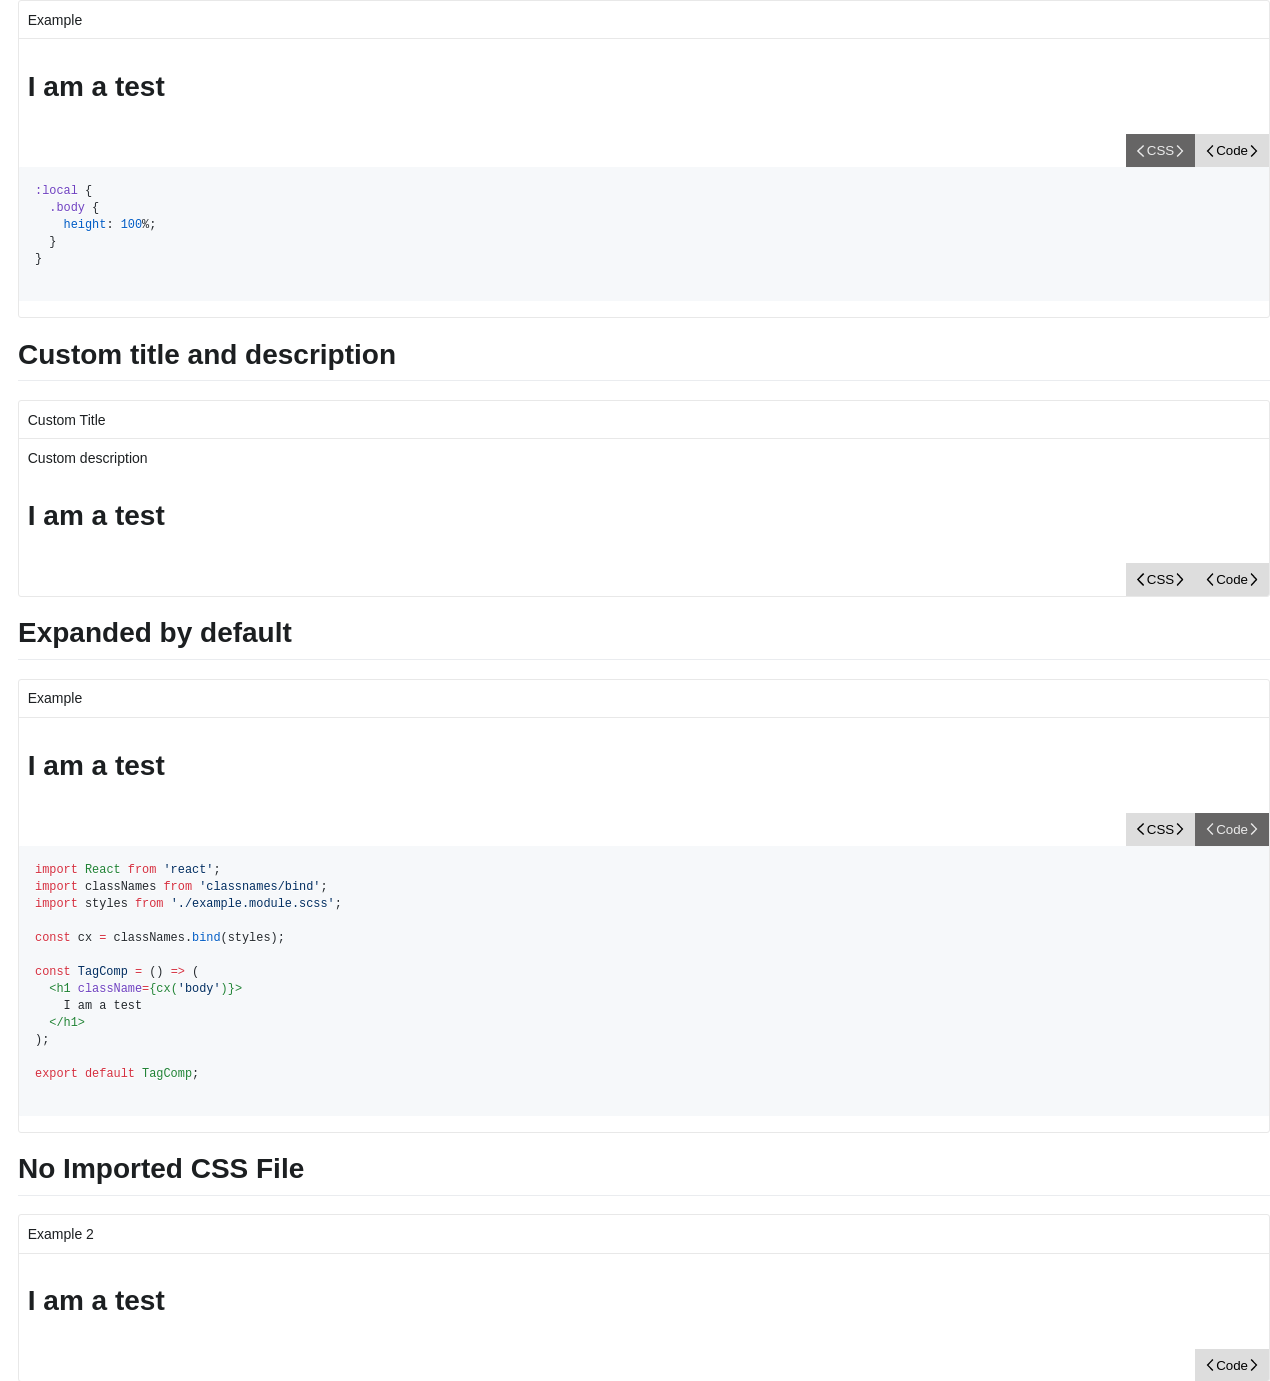 Example
I am a test
CSS Code
:local {
  .body {
    height: 100%;
  }
}
Custom title and description
Custom Title
Custom description
I am a test
CSS Code
Expanded by default
Example
I am a test
CSS Code
import React from 'react';
import classNames from 'classnames/bind';
import styles from './example.module.scss';
const cx = classNames.bind(styles);
const TagComp = () => (
  <h1 className={cx('body')}>
    I am a test
  </h1>
);
export default TagComp;
No Imported CSS File
Example 2
I am a test
Code